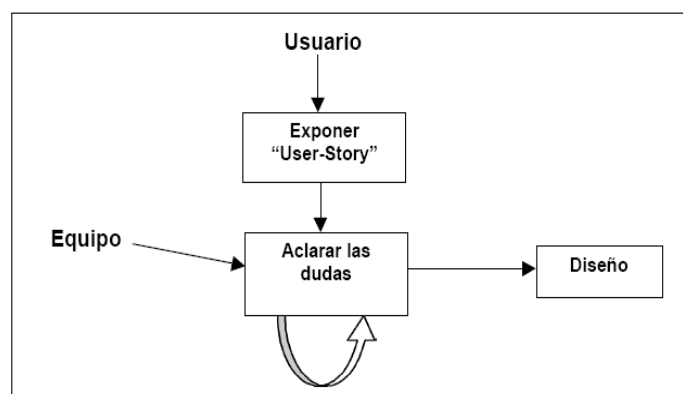 Usuario
Exponer
“User-Story”
Equipo
Aclarar las
dudas
Diseño